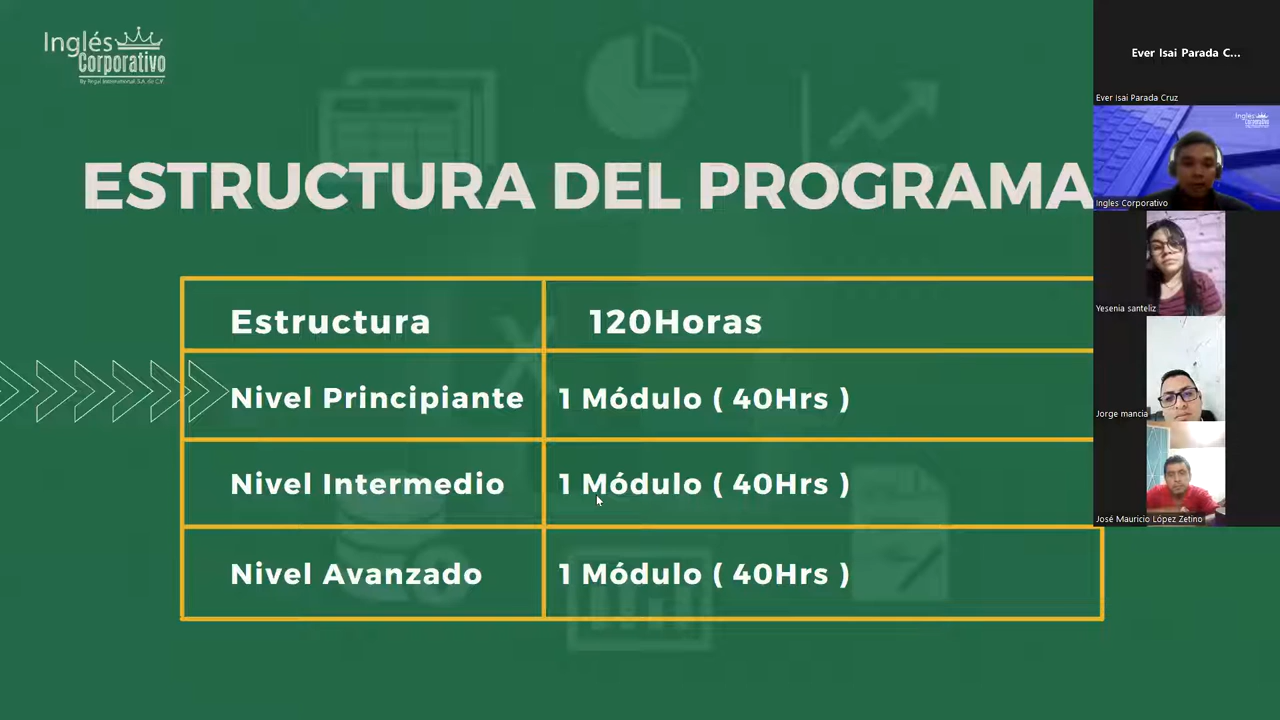 Inglés
Corporativo
By Regal International S.A. de C.V.
ESTRUCTURA DEL PROGRAMA
Estructura
120Horas
Nivel Principiante
1 Módulo ( 40Hrs )
Nivel Intermedio
1 Módulo ( 40Hrs )
Nivel Avanzado
1 Módulo ( 40Hrs )
Ever Isai Parada C...
Ever Isai Parada Cruz
Inglés
Corporativo
Ingles Corporativo
Yesenia santeliz
Jorge mancia
José Mauricio López Zetino